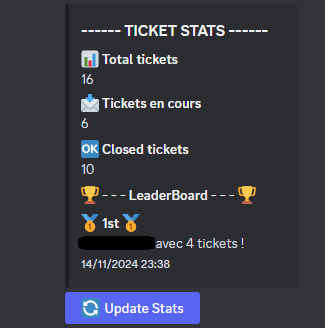 ------ TICKET STATS ------
📊 Total tickets
16
📩 Tickets en cours
6
🆗 Closed tickets
10
🏆 - - - LeaderBoard - - - 🏆
🥇 1st 🥇
avec 4 tickets !
14/11/2024 23:38
🔄 Update Stats